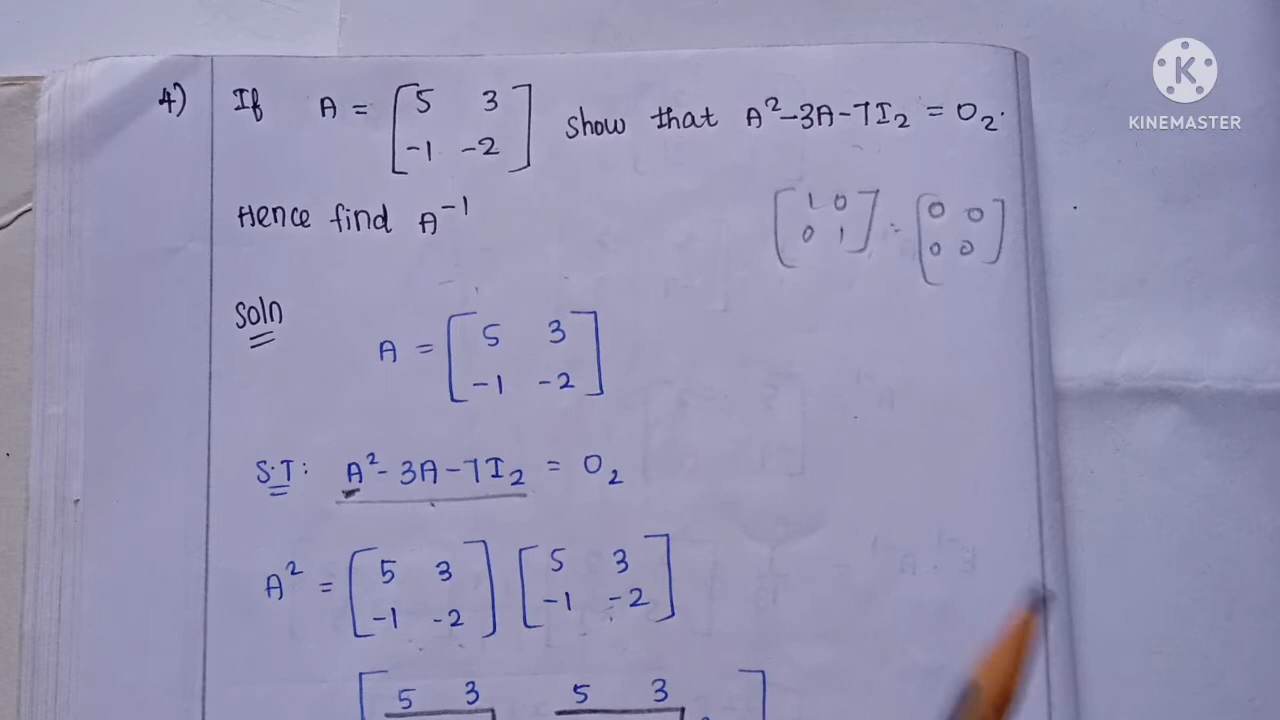 4) If A = [5 3
-1 -2] show that A²-3A-7I₂ = O₂.
Hence find A⁻¹
[1 0
0 1] [0 0
0 0]
Soln
A = [5 3
-1 -2]
S.T: A²-3A-7I₂ = O₂
A² = [5 3
-1 -2] [5 3
-1 -2]
[5 3 5 3 ]
K
KINEMASTER